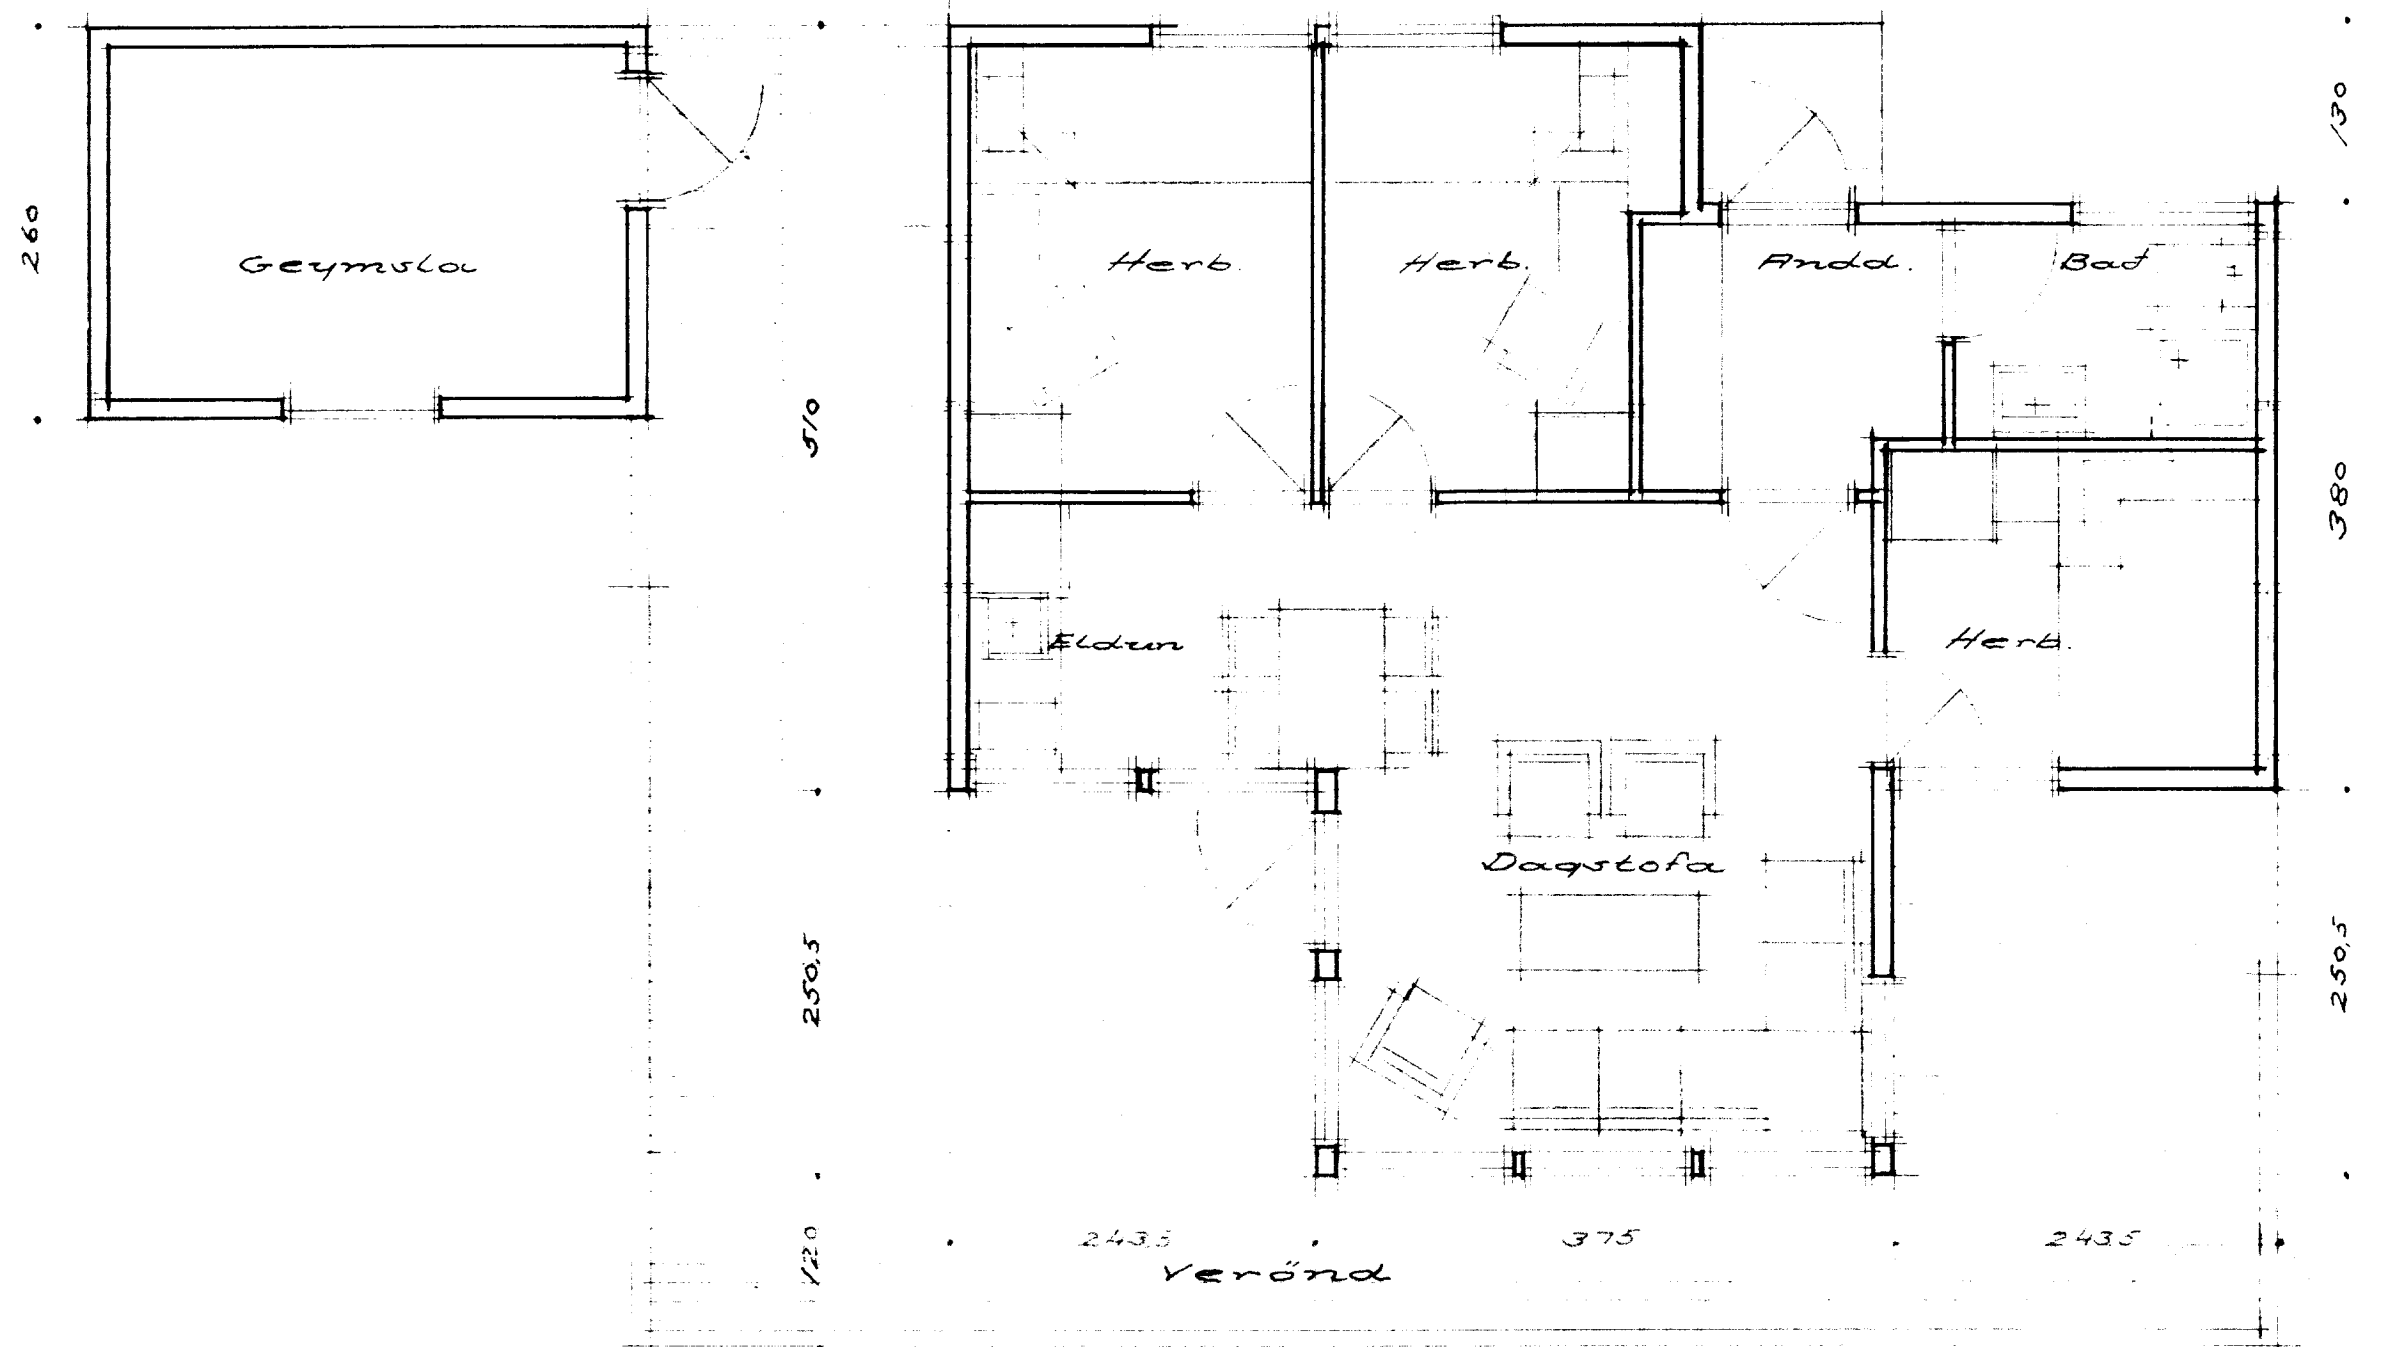 130
260
Geymsla
Herb.
Herb.
Andd.
Bað
510
380
Eldun
Herb.
Dagstofa
250,5
250,5
120
243,5
375
243,5
Verönd